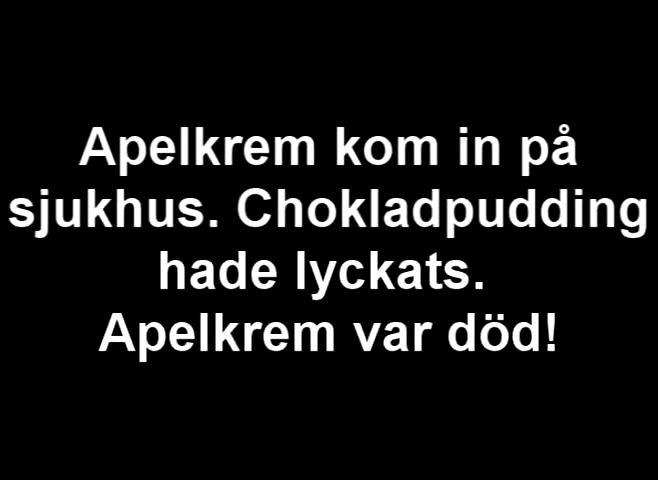 Apelkrem kom in på
sjukhus. Chokladpudding
hade lyckats.
Apelkrem var död!